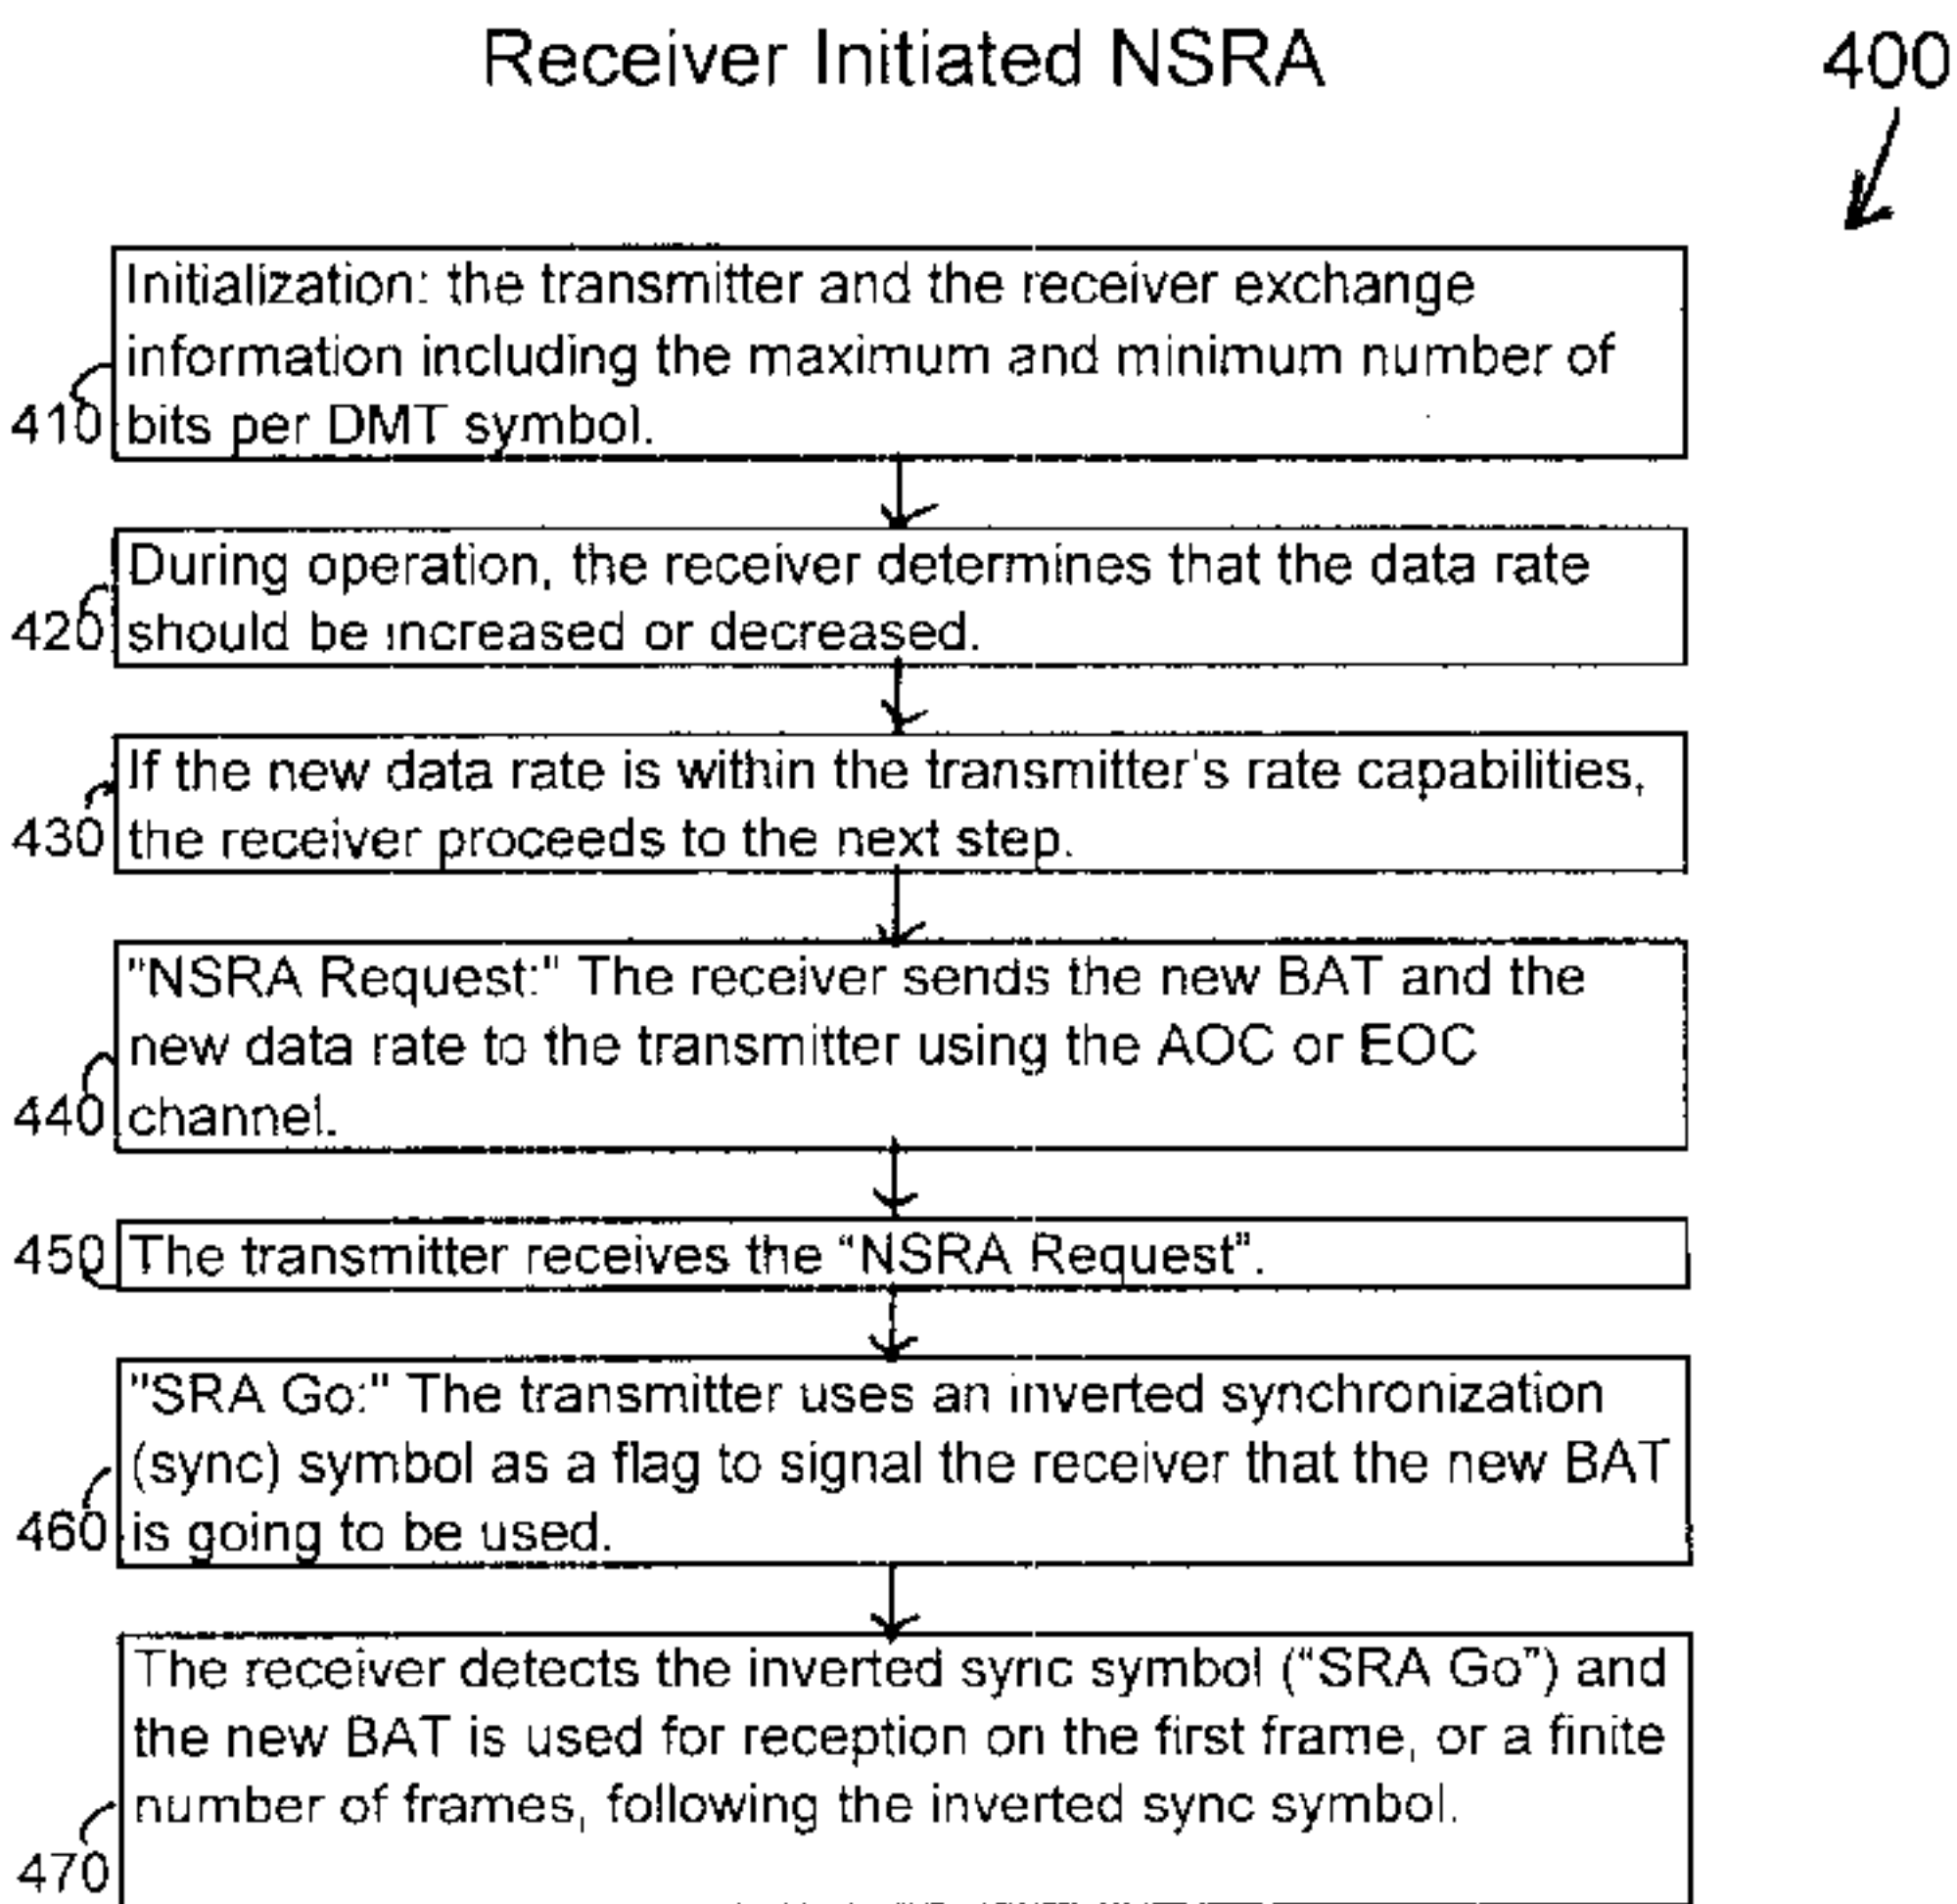 Receiver Initiated NSRA
400
Initialization: the transmitter and the receiver exchange
information including the maximum and minimum number of
410 bits per DMT symbol.
During operation, the receiver determines that the data rate
420 should be increased or decreased.
If the new data rate is within the transmitter's rate capabilities,
430 the receiver proceeds to the next step.
"NSRA Request:" The receiver sends the new BAT and the
new data rate to the transmitter using the AOC or EOC
440 channel.
450 The transmitter receives the “NSRA Request”.
"SRA Go:" The transmitter uses an inverted synchronization
(sync) symbol as a flag to signal the receiver that the new BAT
460 is going to be used.
The receiver detects the inverted sync symbol (“SRA Go”) and
the new BAT is used for reception on the first frame, or a finite
number of frames, following the inverted sync symbol.
470